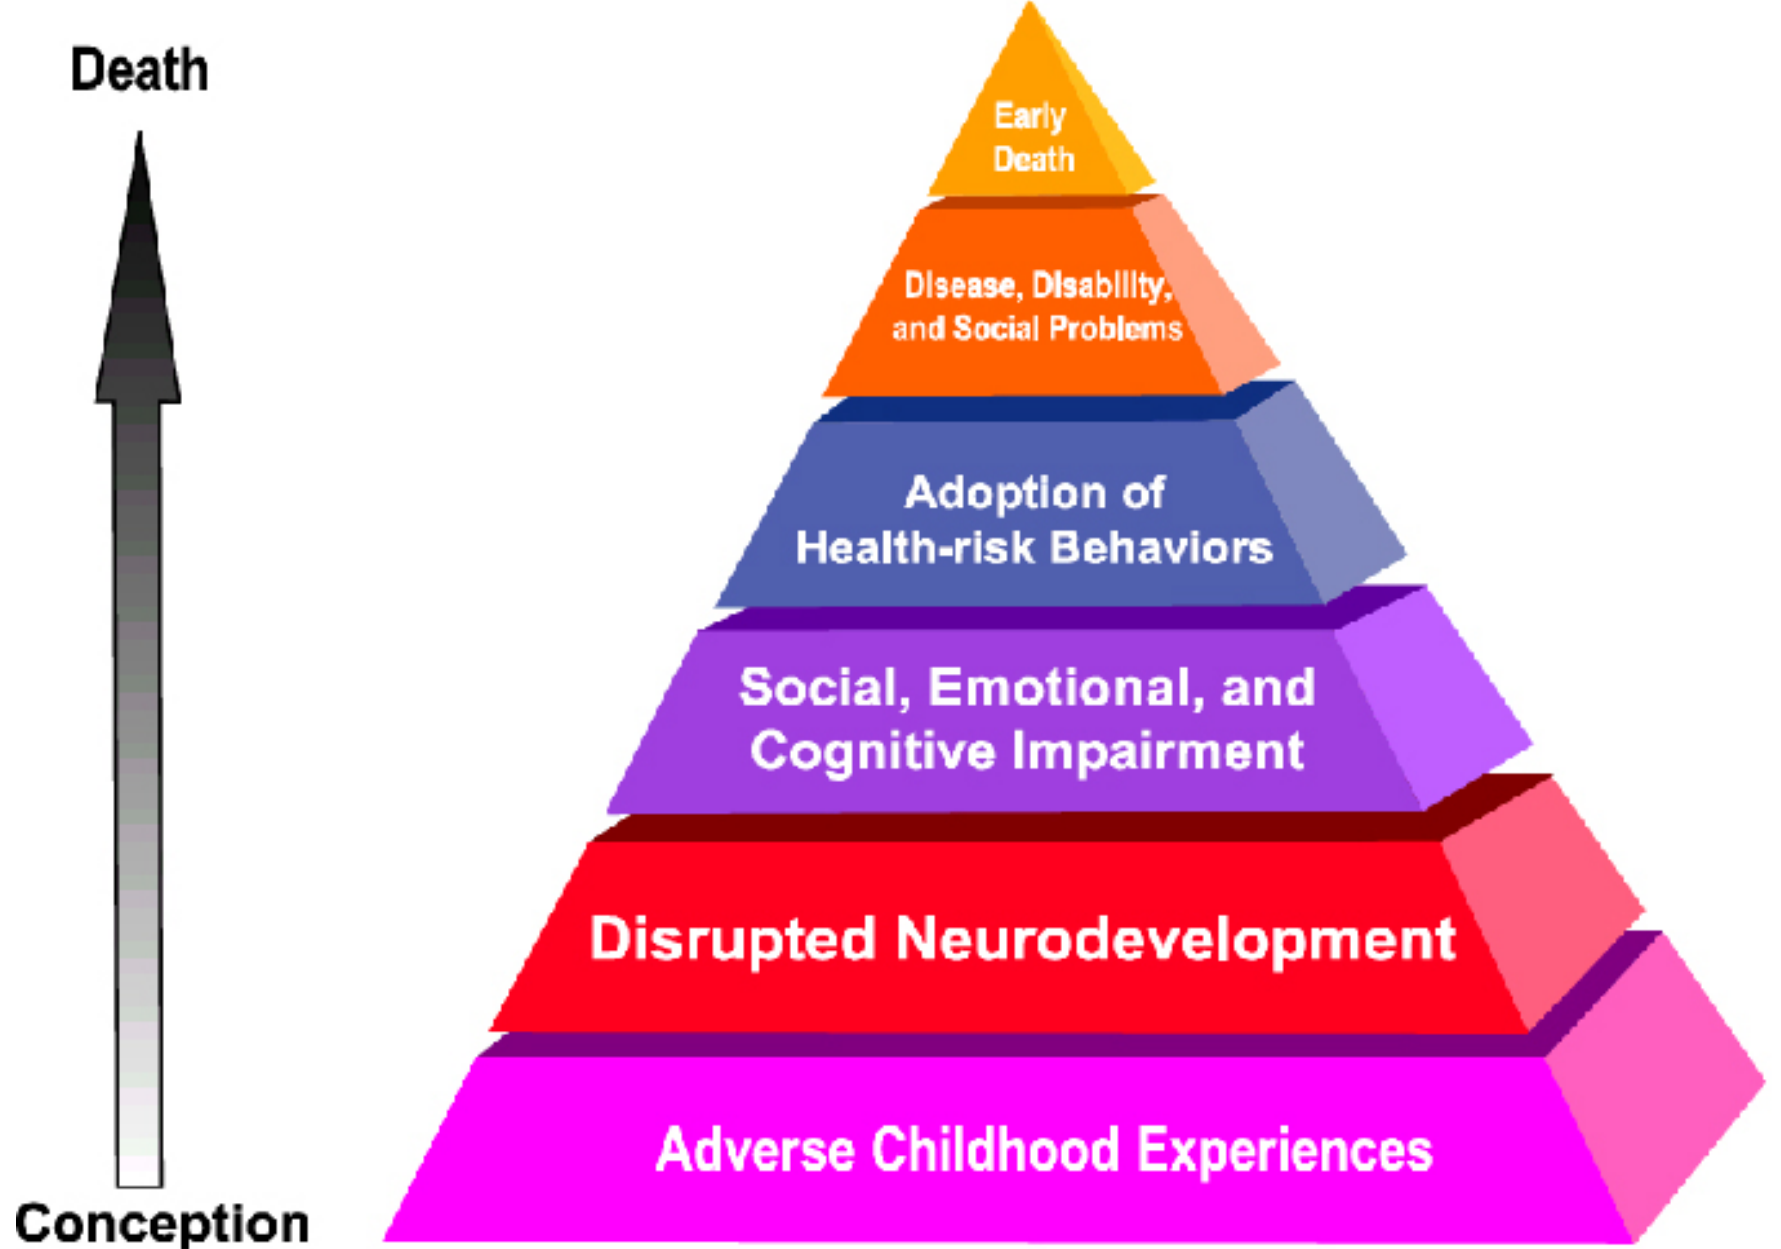 Death
Early
Death
Disease, Disability,
and Social Problems
Adoption of
Health-risk Behaviors
Social, Emotional, and
Cognitive Impairment
Disrupted Neurodevelopment
Adverse Childhood Experiences
Conception